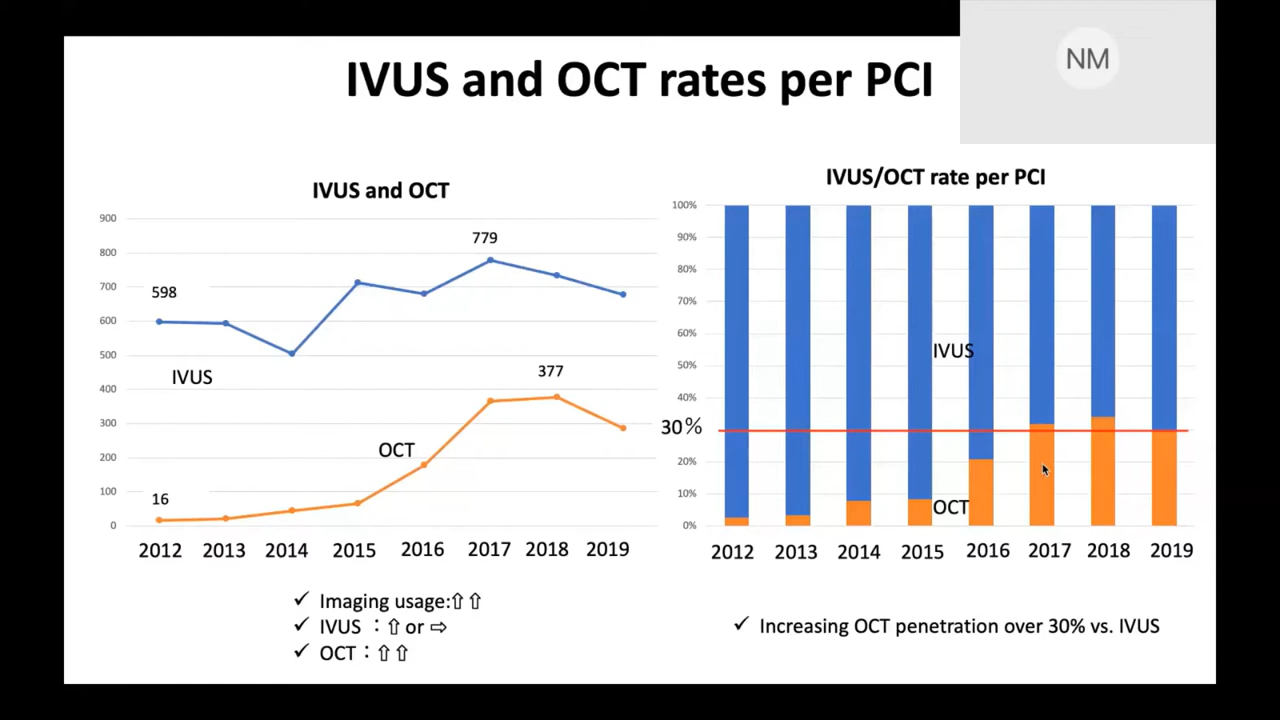 IVUS and OCT rates per PCI
NM
IVUS and OCT
900
800
700
600
500
400
300
200
100
0
598
779
IVUS
377
OCT
16
2012 2013 2014 2015 2016 2017 2018 2019
✓ Imaging usage:⇧⇧
✓ IVUS :⇧or ⇨
✓ OCT:⇧⇧
IVUS/OCT rate per PCI
100%
90%
80%
70%
60%
50%
40%
30%
20%
10%
0%
IVUS
OCT
2012 2013 2014 2015 2016 2017 2018 2019
✓ Increasing OCT penetration over 30% vs. IVUS